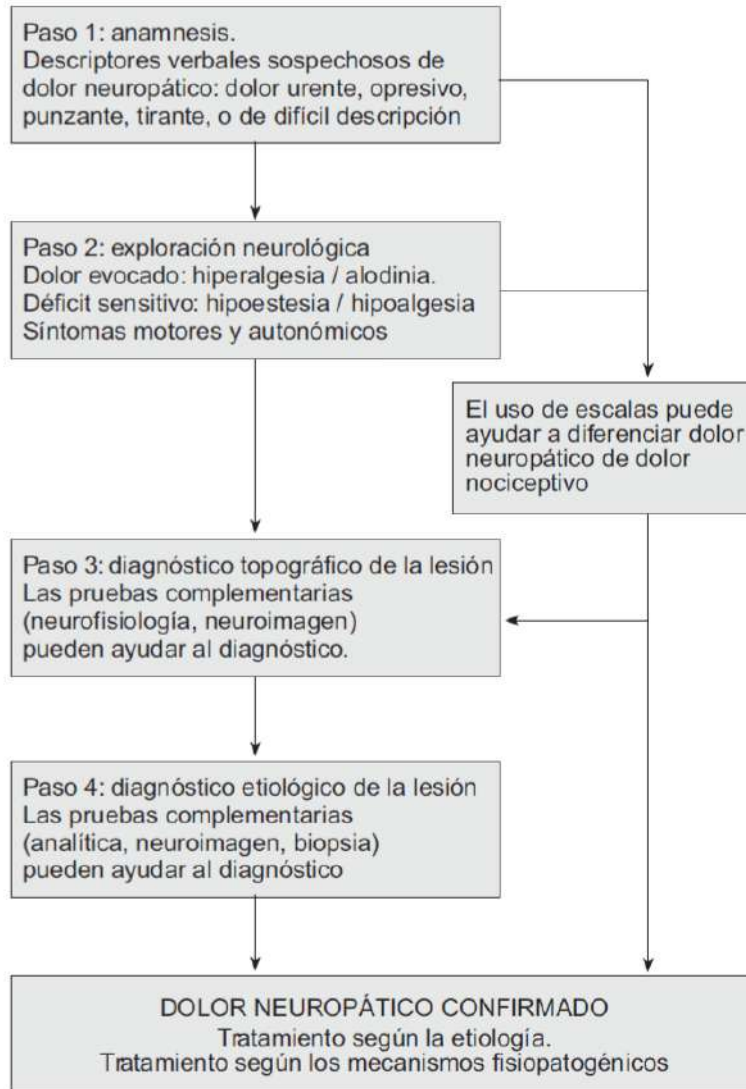 Paso 1: anamnesis.
Descriptores verbales sospechosos de
dolor neuropático: dolor urente, opresivo,
punzante, tirante, o de difícil descripción
Paso 2: exploración neurológica
Dolor evocado: hiperalgesia / alodinia.
Déficit sensitivo: hipoestesia / hipoalgesia
Síntomas motores y autonómicos
El uso de escalas puede
ayudar a diferenciar dolor
neuropático de dolor
nociceptivo
Paso 3: diagnóstico topográfico de la lesión
Las pruebas complementarias
(neurofisiología, neuroimagen)
pueden ayudar al diagnóstico.
Paso 4: diagnóstico etiológico de la lesión
Las pruebas complementarias
(analítica, neuroimagen, biopsia)
pueden ayudar al diagnóstico
DOLOR NEUROPÁTICO CONFIRMADO
Tratamiento según la etiología.
Tratamiento según los mecanismos fisiopatogénicos